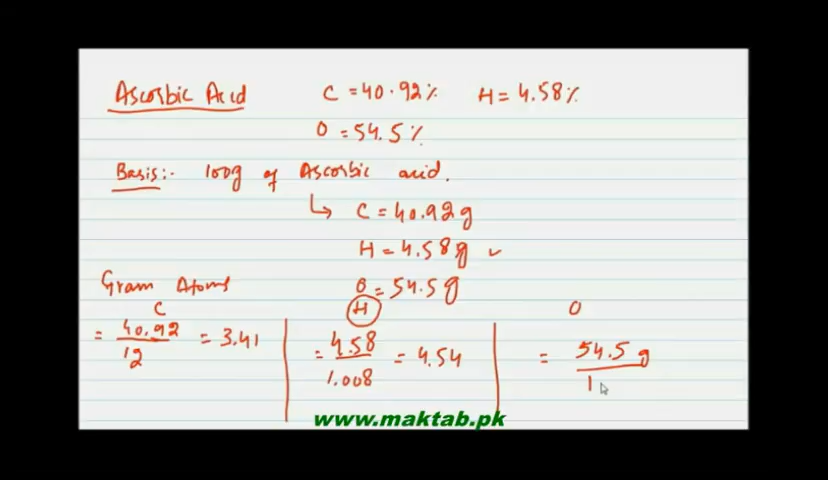 Ascorbic Acid C = 40.92% H = 4.58%
O = 54.5%
Basis:- 100g of Ascorbic acid.
↳ C = 40.92g
H = 4.58g ✓
Gram Atoms O = 54.5g
C H O
= 40.92/12 = 3.41 = 4.58/1.008 = 4.54 = 54.5 g/1
www.maktab.pk